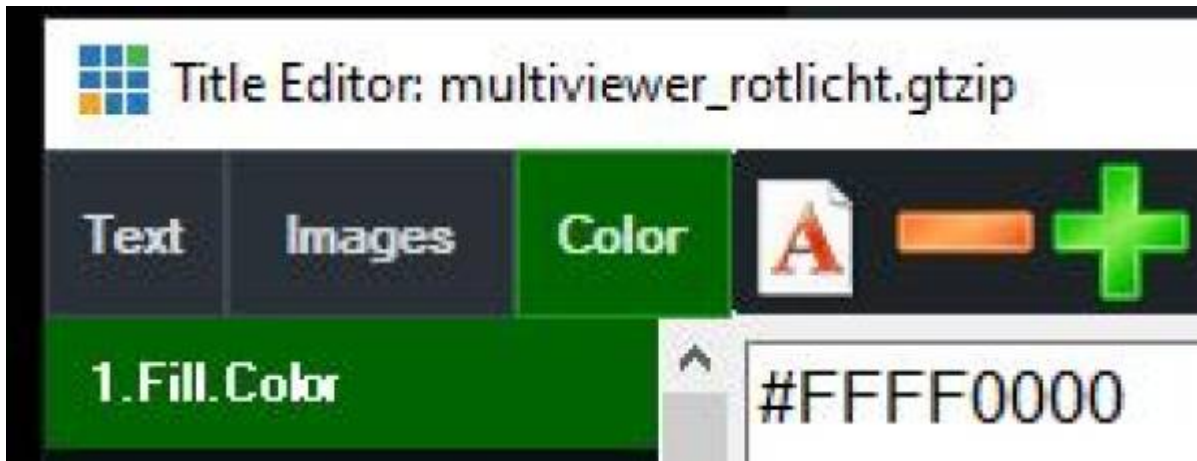 Title Editor: multiviewer_rotlicht.gtzip
Text Images Color A
1.Fill.Color #FFFF0000